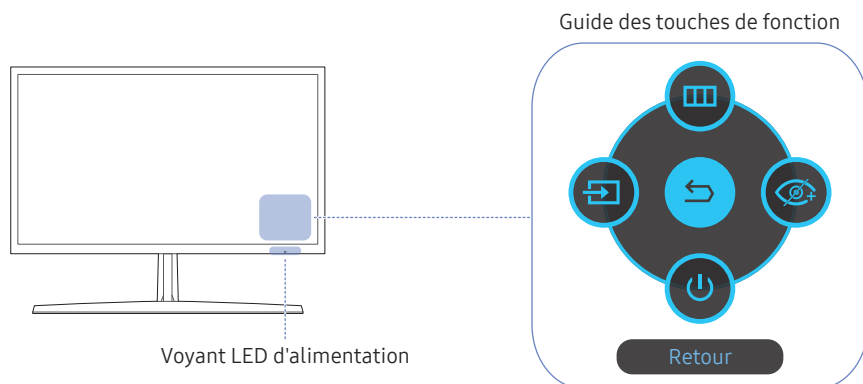 Guide des touches de fonction
Voyant LED d'alimentation
Retour